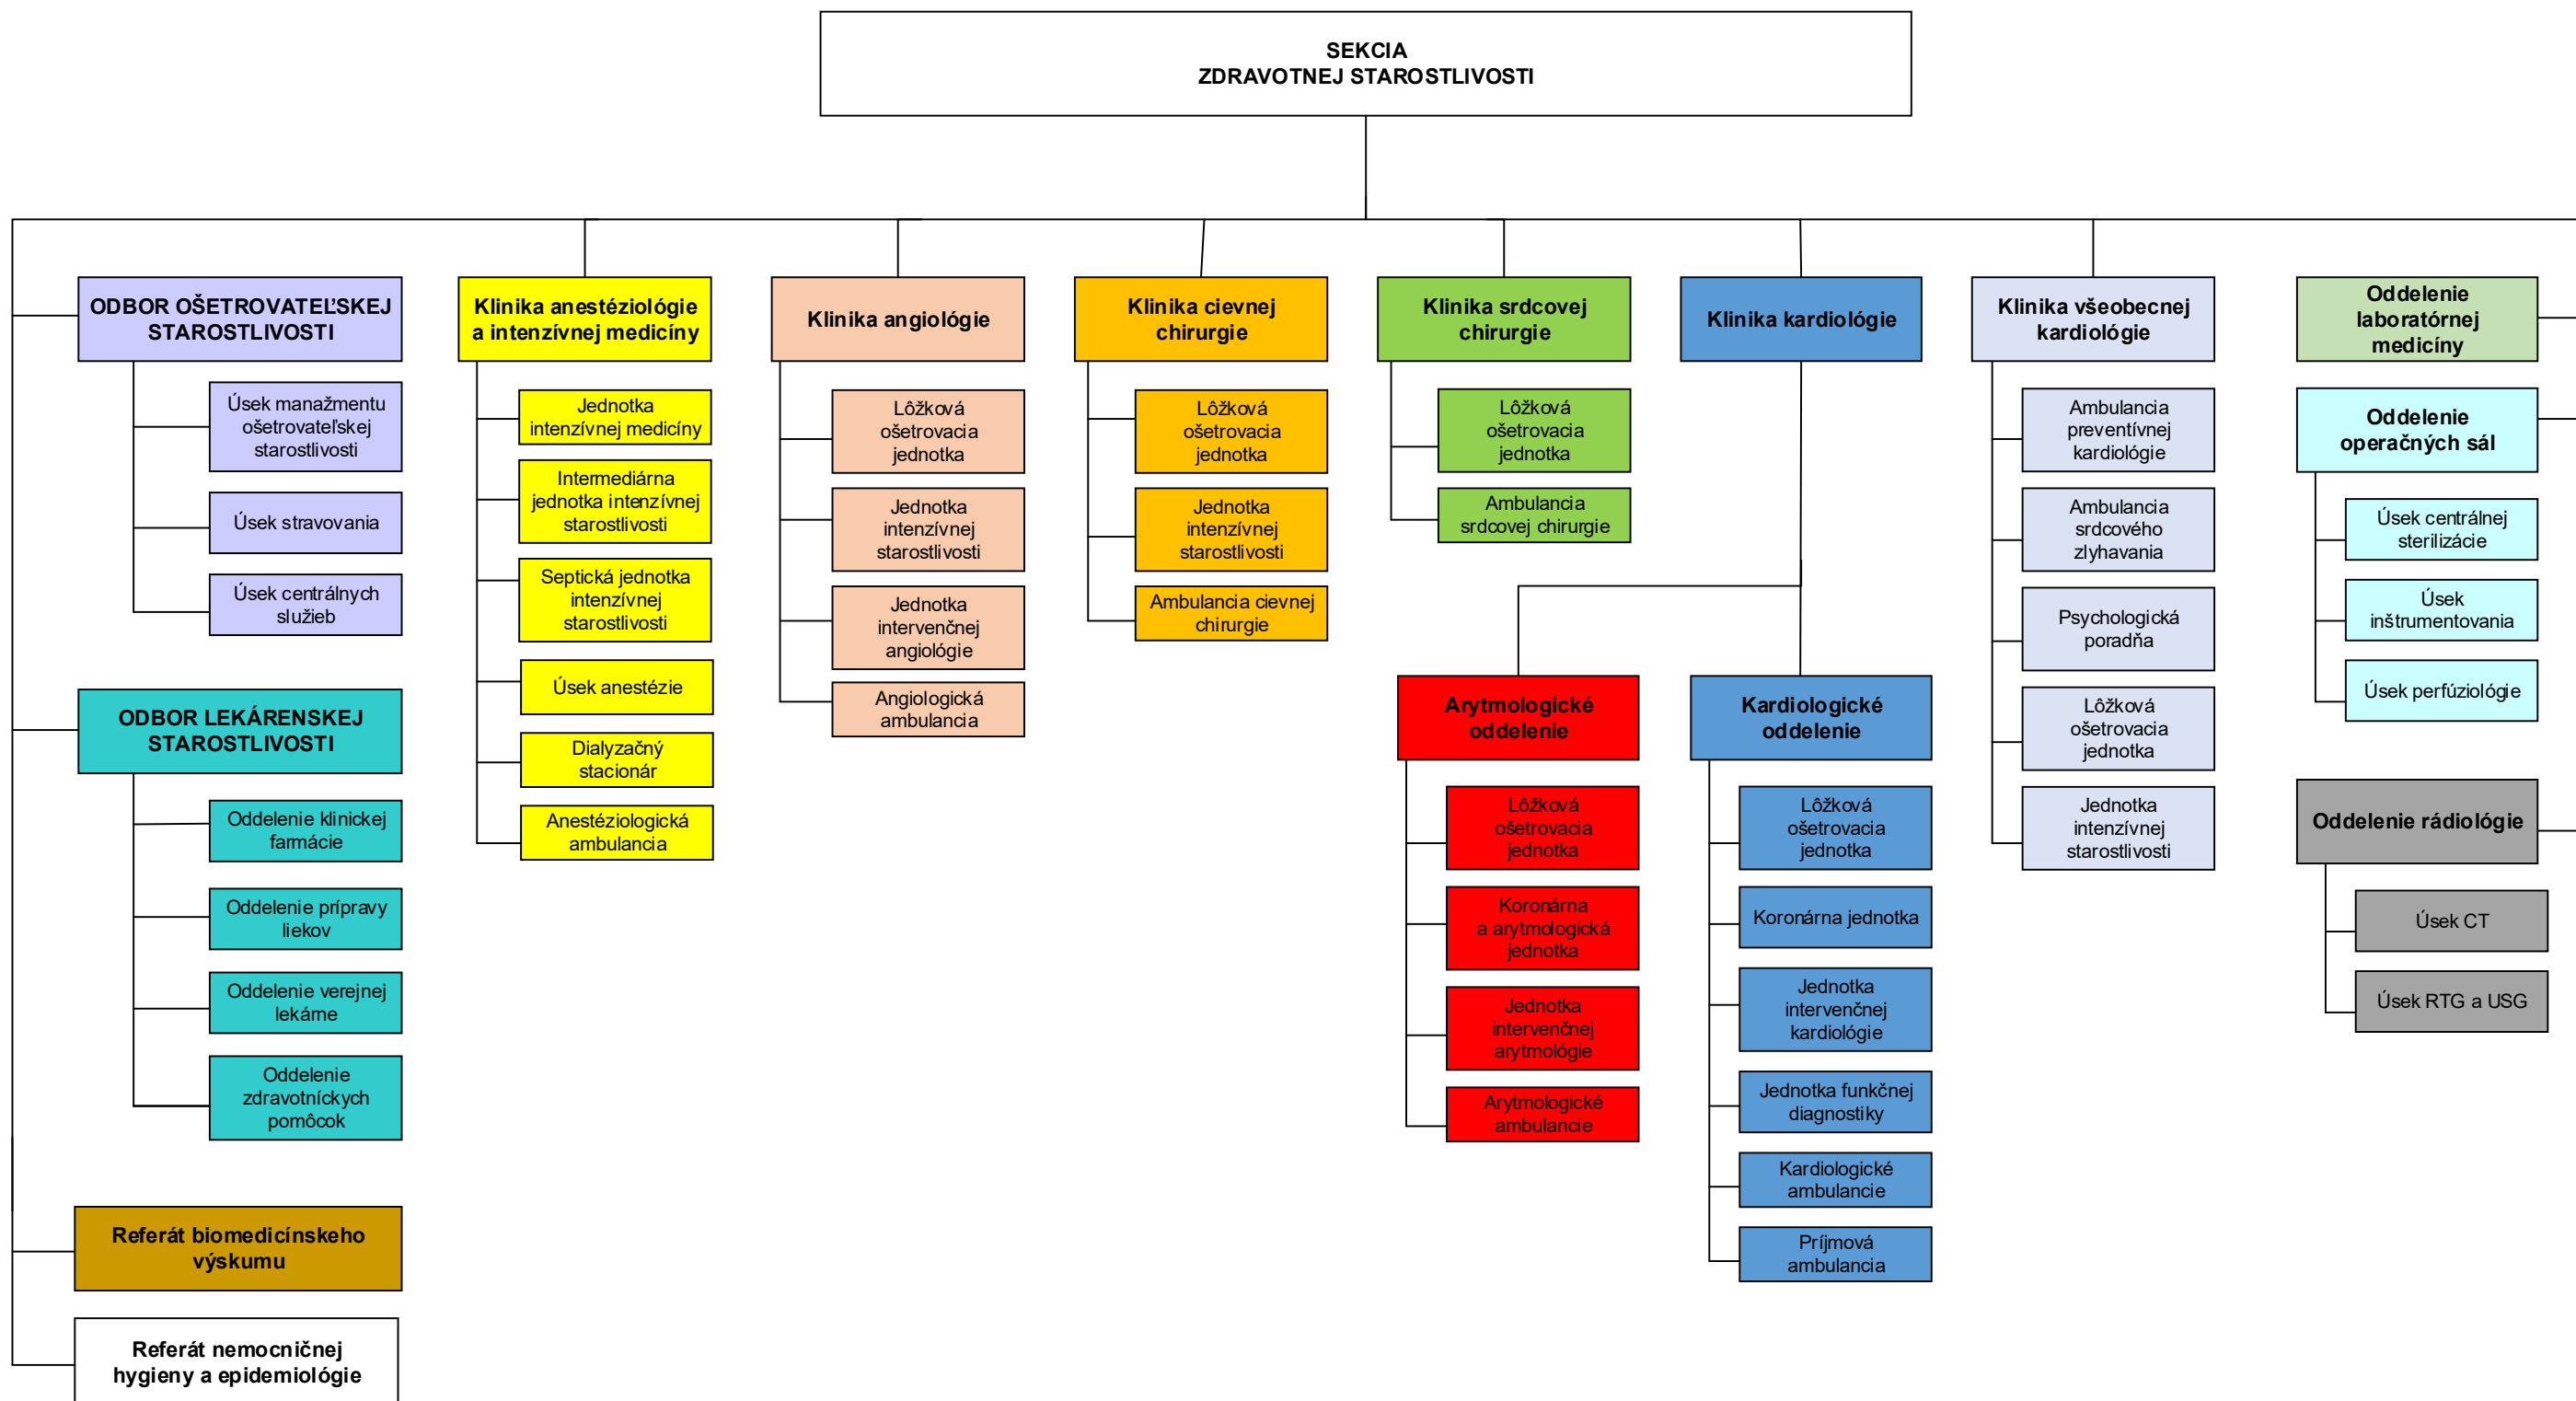 SEKCIA
ZDRAVOTNEJ STAROSTLIVOSTI
ODBOR OŠETROVATEĽSKEJ
STAROSTLIVOSTI
Úsek manažmentu
ošetrovateľskej
starostlivosti
Úsek stravovania
Úsek centrálnych
služieb
ODBOR LEKÁRENSKEJ
STAROSTLIVOSTI
Oddelenie klinickej
farmácie
Oddelenie prípravy
liekov
Oddelenie verejnej
lekárne
Oddelenie
zdravotníckych
pomôcok
Referát biomedicínskeho
výskumu
Referát nemocničnej
hygieny a epidemiológie
Klinika anestéziológie
a intenzívnej medicíny
Jednotka
intenzívnej medicíny
Intermediárna
jednotka intenzívnej
starostlivosti
Septická jednotka
intenzívnej
starostlivosti
Úsek anestézie
Dialyzačný
stacionár
Anestéziologická
ambulancia
Klinika angiológie
Lôžková
ošetrovacia
jednotka
Jednotka
intenzívnej
starostlivosti
Jednotka
intervenčnej
angiológie
Angiologická
ambulancia
Klinika cievnej
chirurgie
Lôžková
ošetrovacia
jednotka
Jednotka
intenzívnej
starostlivosti
Ambulancia cievnej
chirurgie
Klinika srdcovej
chirurgie
Lôžková
ošetrovacia
jednotka
Ambulancia
srdcovej chirurgie
Klinika kardiológie
Arytmologické
oddelenie
Lôžková
ošetrovacia
jednotka
Koronárna
a arytmologická
jednotka
Jednotka
intervenčnej
arytmológie
Arytmologické
ambulancie
Kardiologické
oddelenie
Lôžková
ošetrovacia
jednotka
Koronárna jednotka
Jednotka
intervenčnej
kardiológie
Jednotka funkčnej
diagnostiky
Kardiologické
ambulancie
Príjmová
ambulancia
Klinika všeobecnej
kardiológie
Ambulancia
preventívnej
kardiológie
Ambulancia
srdcového
zlyhavania
Psychologická
poradňa
Lôžková
ošetrovacia
jednotka
Jednotka
intenzívnej
starostlivosti
Oddelenie
laboratórnej
medicíny
Oddelenie
operačných sál
Úsek centrálnej
sterilizácie
Úsek
inštrumentovania
Úsek perfúziológie
Oddelenie rádiológie
Úsek CT
Úsek RTG a USG